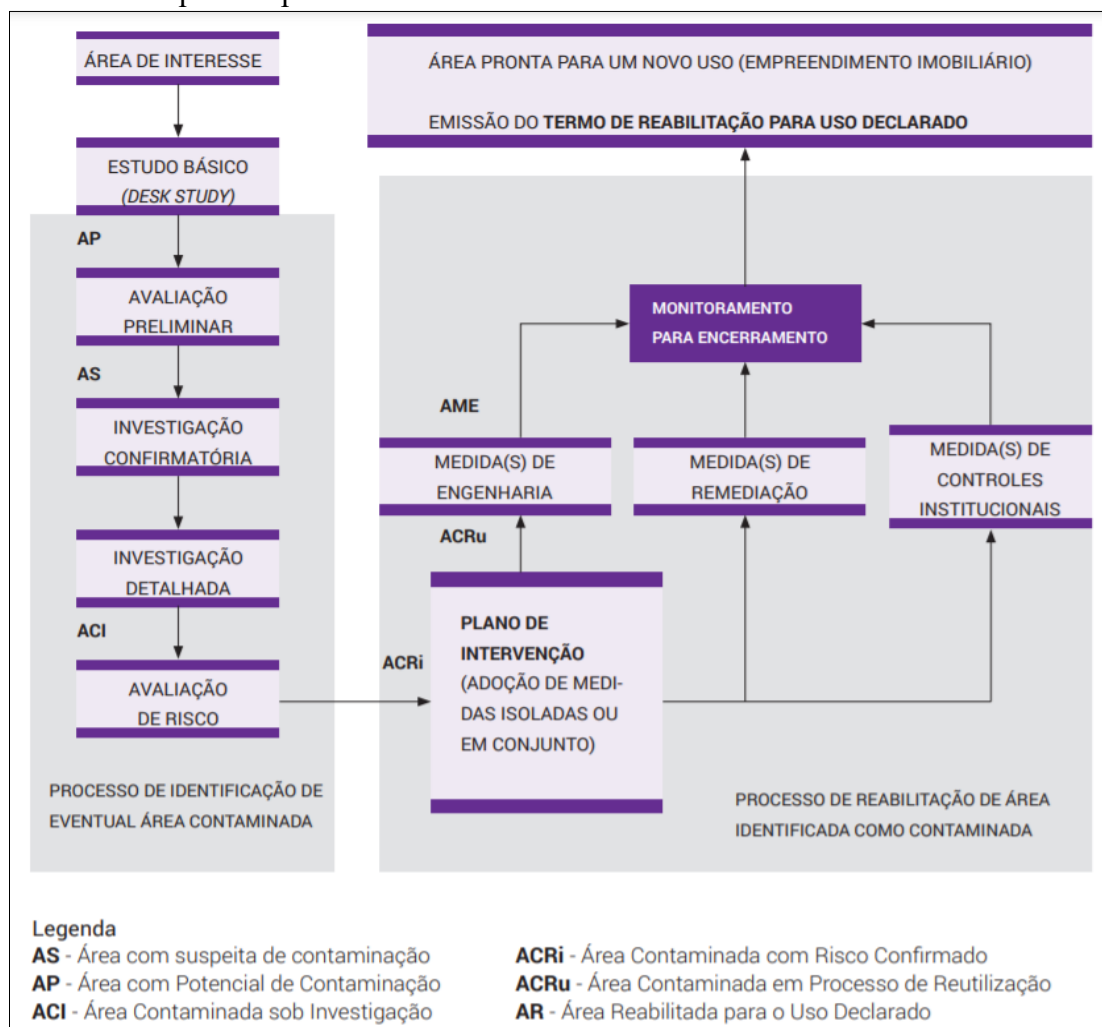 ÁREA DE INTERESSE
ESTUDO BÁSICO
(DESK STUDY)
AP
AVALIAÇÃO
PRELIMINAR
AS
INVESTIGAÇÃO
CONFIRMATÓRIA
INVESTIGAÇÃO
DETALHADA
ACI
AVALIAÇÃO
DE RISCO
PROCESSO DE IDENTIFICAÇÃO DE
EVENTUAL ÁREA CONTAMINADA
ÁREA PRONTA PARA UM NOVO USO (EMPREENDIMENTO IMOBILIÁRIO)
EMISSÃO DO TERMO DE REABILITAÇÃO PARA USO DECLARADO
MONITORAMENTO
PARA ENCERRAMENTO
AME
MEDIDA(S) DE
ENGENHARIA
MEDIDA(S) DE
REMEDIAÇÃO
MEDIDA(S) DE
CONTROLES
INSTITUCIONAIS
ACRu
ACRi
PLANO DE
INTERVENÇÃO
(ADOÇÃO DE MEDI-
DAS ISOLADAS OU
EM CONJUNTO)
PROCESSO DE REABILITAÇÃO DE ÁREA
IDENTIFICADA COMO CONTAMINADA
Legenda
AS - Área com suspeita de contaminação
AP - Área com Potencial de Contaminação
ACI - Área Contaminada sob Investigação
ACRi - Área Contaminada com Risco Confirmado
ACRu - Área Contaminada em Processo de Reutilização
AR - Área Reabilitada para o Uso Declarado